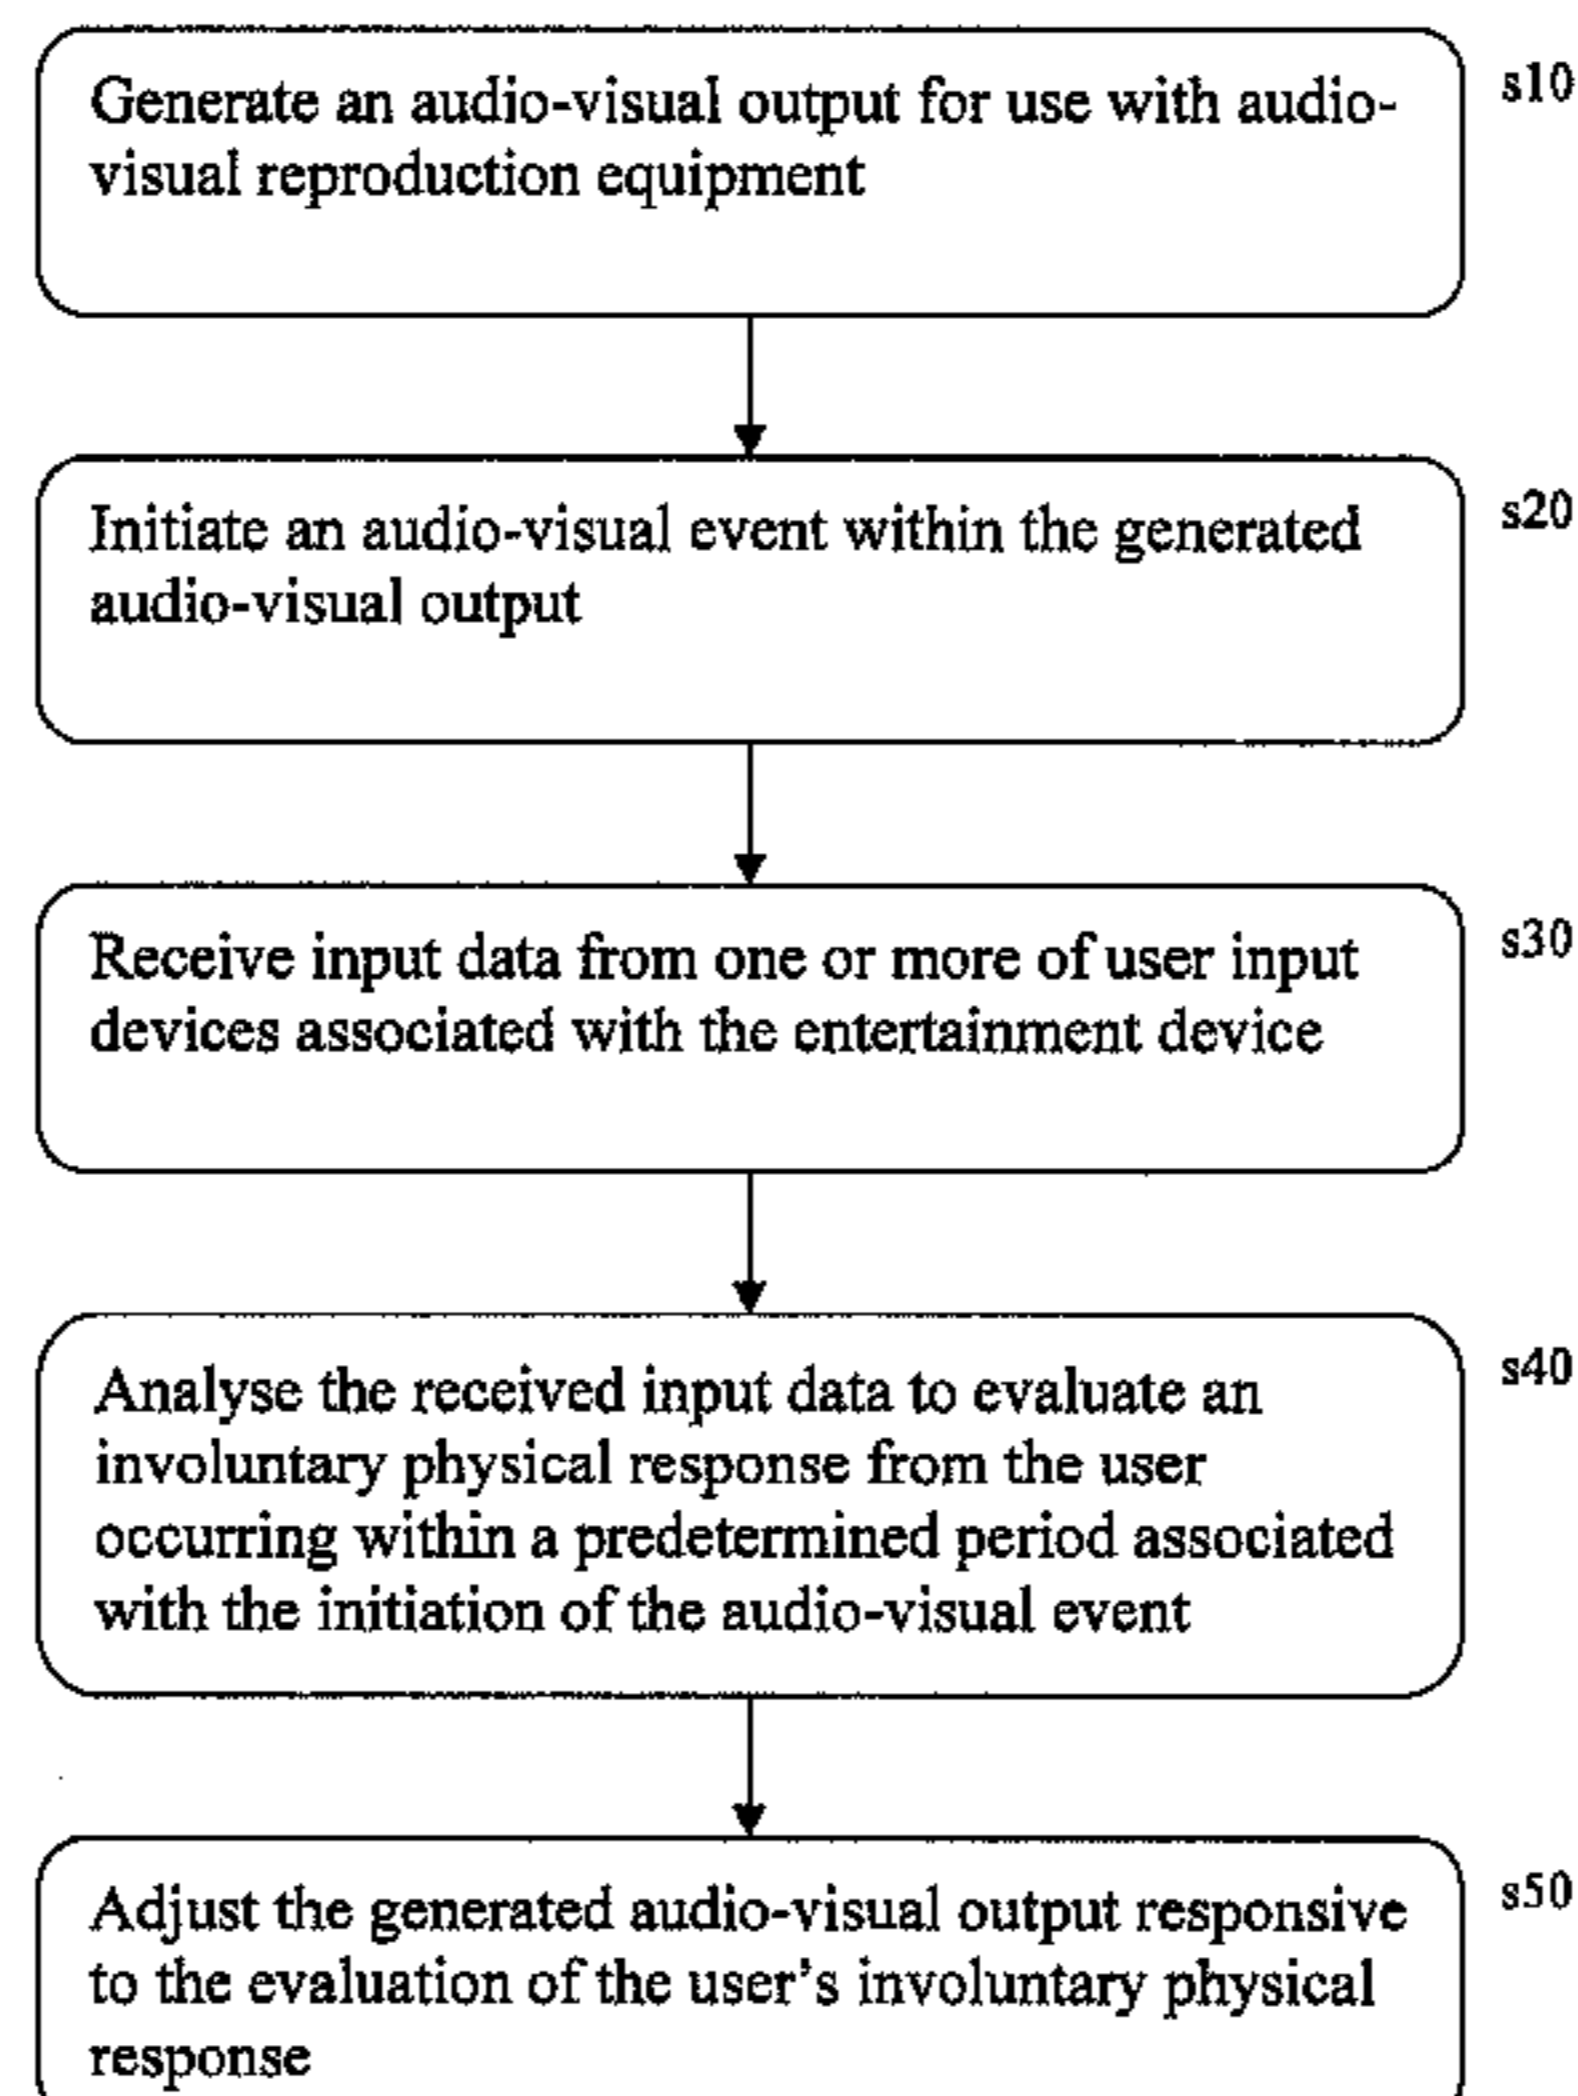 Generate an audio-visual output for use with audio-
visual reproduction equipment
s10
Initiate an audio-visual event within the generated
audio-visual output
s20
Receive input data from one or more of user input
devices associated with the entertainment device
s30
Analyse the received input data to evaluate an
involuntary physical response from the user
occurring within a predetermined period associated
with the initiation of the audio-visual event
s40
Adjust the generated audio-visual output responsive
to the evaluation of the user's involuntary physical
response
s50